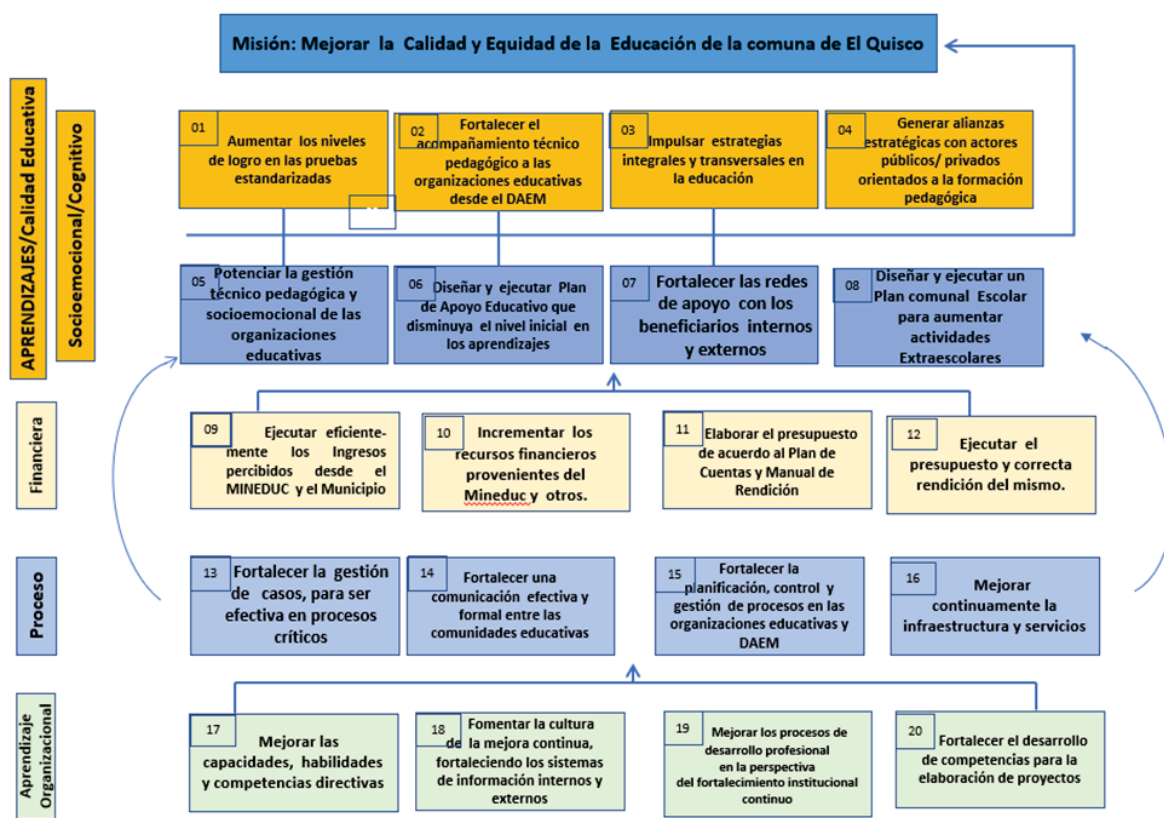 Misión: Mejorar la Calidad y Equidad de la Educación de la comuna de El Quisco
APRENDIZAJES/Calidad Educativa
Socioemocional/Cognitivo
01
Aumentar los niveles
de logro en las pruebas
estandarizadas
02
Fortalecer el
acompañamiento técnico
pedagógico a las
organizaciones educativas
desde el DAEM
03
Impulsar estrategias
integrales y transversales en
la educación
04
Generar alianzas
estratégicas con actores
públicos/ privados
orientados a la formación
pedagógica
05
Potenciar la gestión
técnico pedagógica y
socioemocional de las
organizaciones
educativas
06
Diseñar y ejecutar Plan
de Apoyo Educativo que
disminuya el nivel inicial en
los aprendizajes
07
Fortalecer las redes
de apoyo con los
beneficiarios internos
y externos
08
Diseñar y ejecutar un
Plan comunal Escolar
para aumentar
actividades
Extraescolares
Financiera
09
Ejecutar eficiente-
mente los Ingresos
percibidos desde el
MINEDUC y el Municipio
10
Incrementar los
recursos financieros
provenientes del
Mineduc y otros.
11
Elaborar el presupuesto
de acuerdo al Plan de
Cuentas y Manual de
Rendición
12
Ejecutar el
presupuesto y correcta
rendición del mismo.
Proceso
13
Fortalecer la gestión
de casos, para ser
efectiva en procesos
críticos
14
Fortalecer una
comunicación efectiva y
formal entre las
comunidades educativas
15
Fortalecer la
planificación, control y
gestión de procesos en las
organizaciones educativas y
DAEM
16
Mejorar
continuamente la
infraestructura y servicios
Aprendizaje
Organizacional
17
Mejorar las
capacidades, habilidades
y competencias directivas
18
Fomentar la cultura
de la mejora continua,
fortaleciendo los sistemas
de información internos y
externos
19
Mejorar los procesos de
desarrollo profesional
en la perspectiva
del fortalecimiento institucional
continuo
20
Fortalecer el desarrollo
de competencias para la
elaboración de proyectos